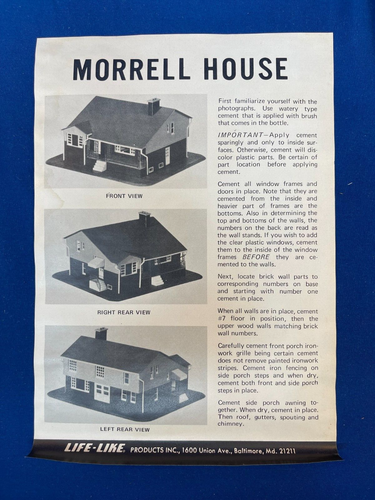 MORRELL HOUSE
First familiarize yourself with the
photographs. Use watery type
cement that is applied with brush
that comes in the bottle.
IMPORTANT—Apply cement
sparingly and only to inside sur-
faces. Otherwise, cement will dis-
color plastic parts. Be certain of
part location before applying
cement.
Cement all window frames and
doors in place. Note that they are
cemented from the inside and
heavier part of frames are the
bottoms. Also in determining the
top and bottoms of the walls, the
numbers on the back are read as
the wall stands. If you wish to add
the clear plastic windows, cement
them to the inside of the window
frames BEFORE they are ce-
mented to the walls.
Next, locate brick wall parts to
corresponding numbers on base
and starting with number one
cement in place.
When all walls are in place, cement
#7 floor in position, then the
upper wood walls matching brick
wall numbers.
Carefully cement front porch iron-
work grille being certain cement
does not remove painted ironwork
stripes. Cement iron fencing on
side porch steps and when dry,
cement both front and side porch
steps in place.
Cement side porch awning to-
gether. When dry, cement in place.
Then roof, gutters, spouting and
chimney.
FRONT VIEW
RIGHT REAR VIEW
LEFT REAR VIEW
LIFE-LIKE PRODUCTS INC., 1600 Union Ave., Baltimore, Md. 21211